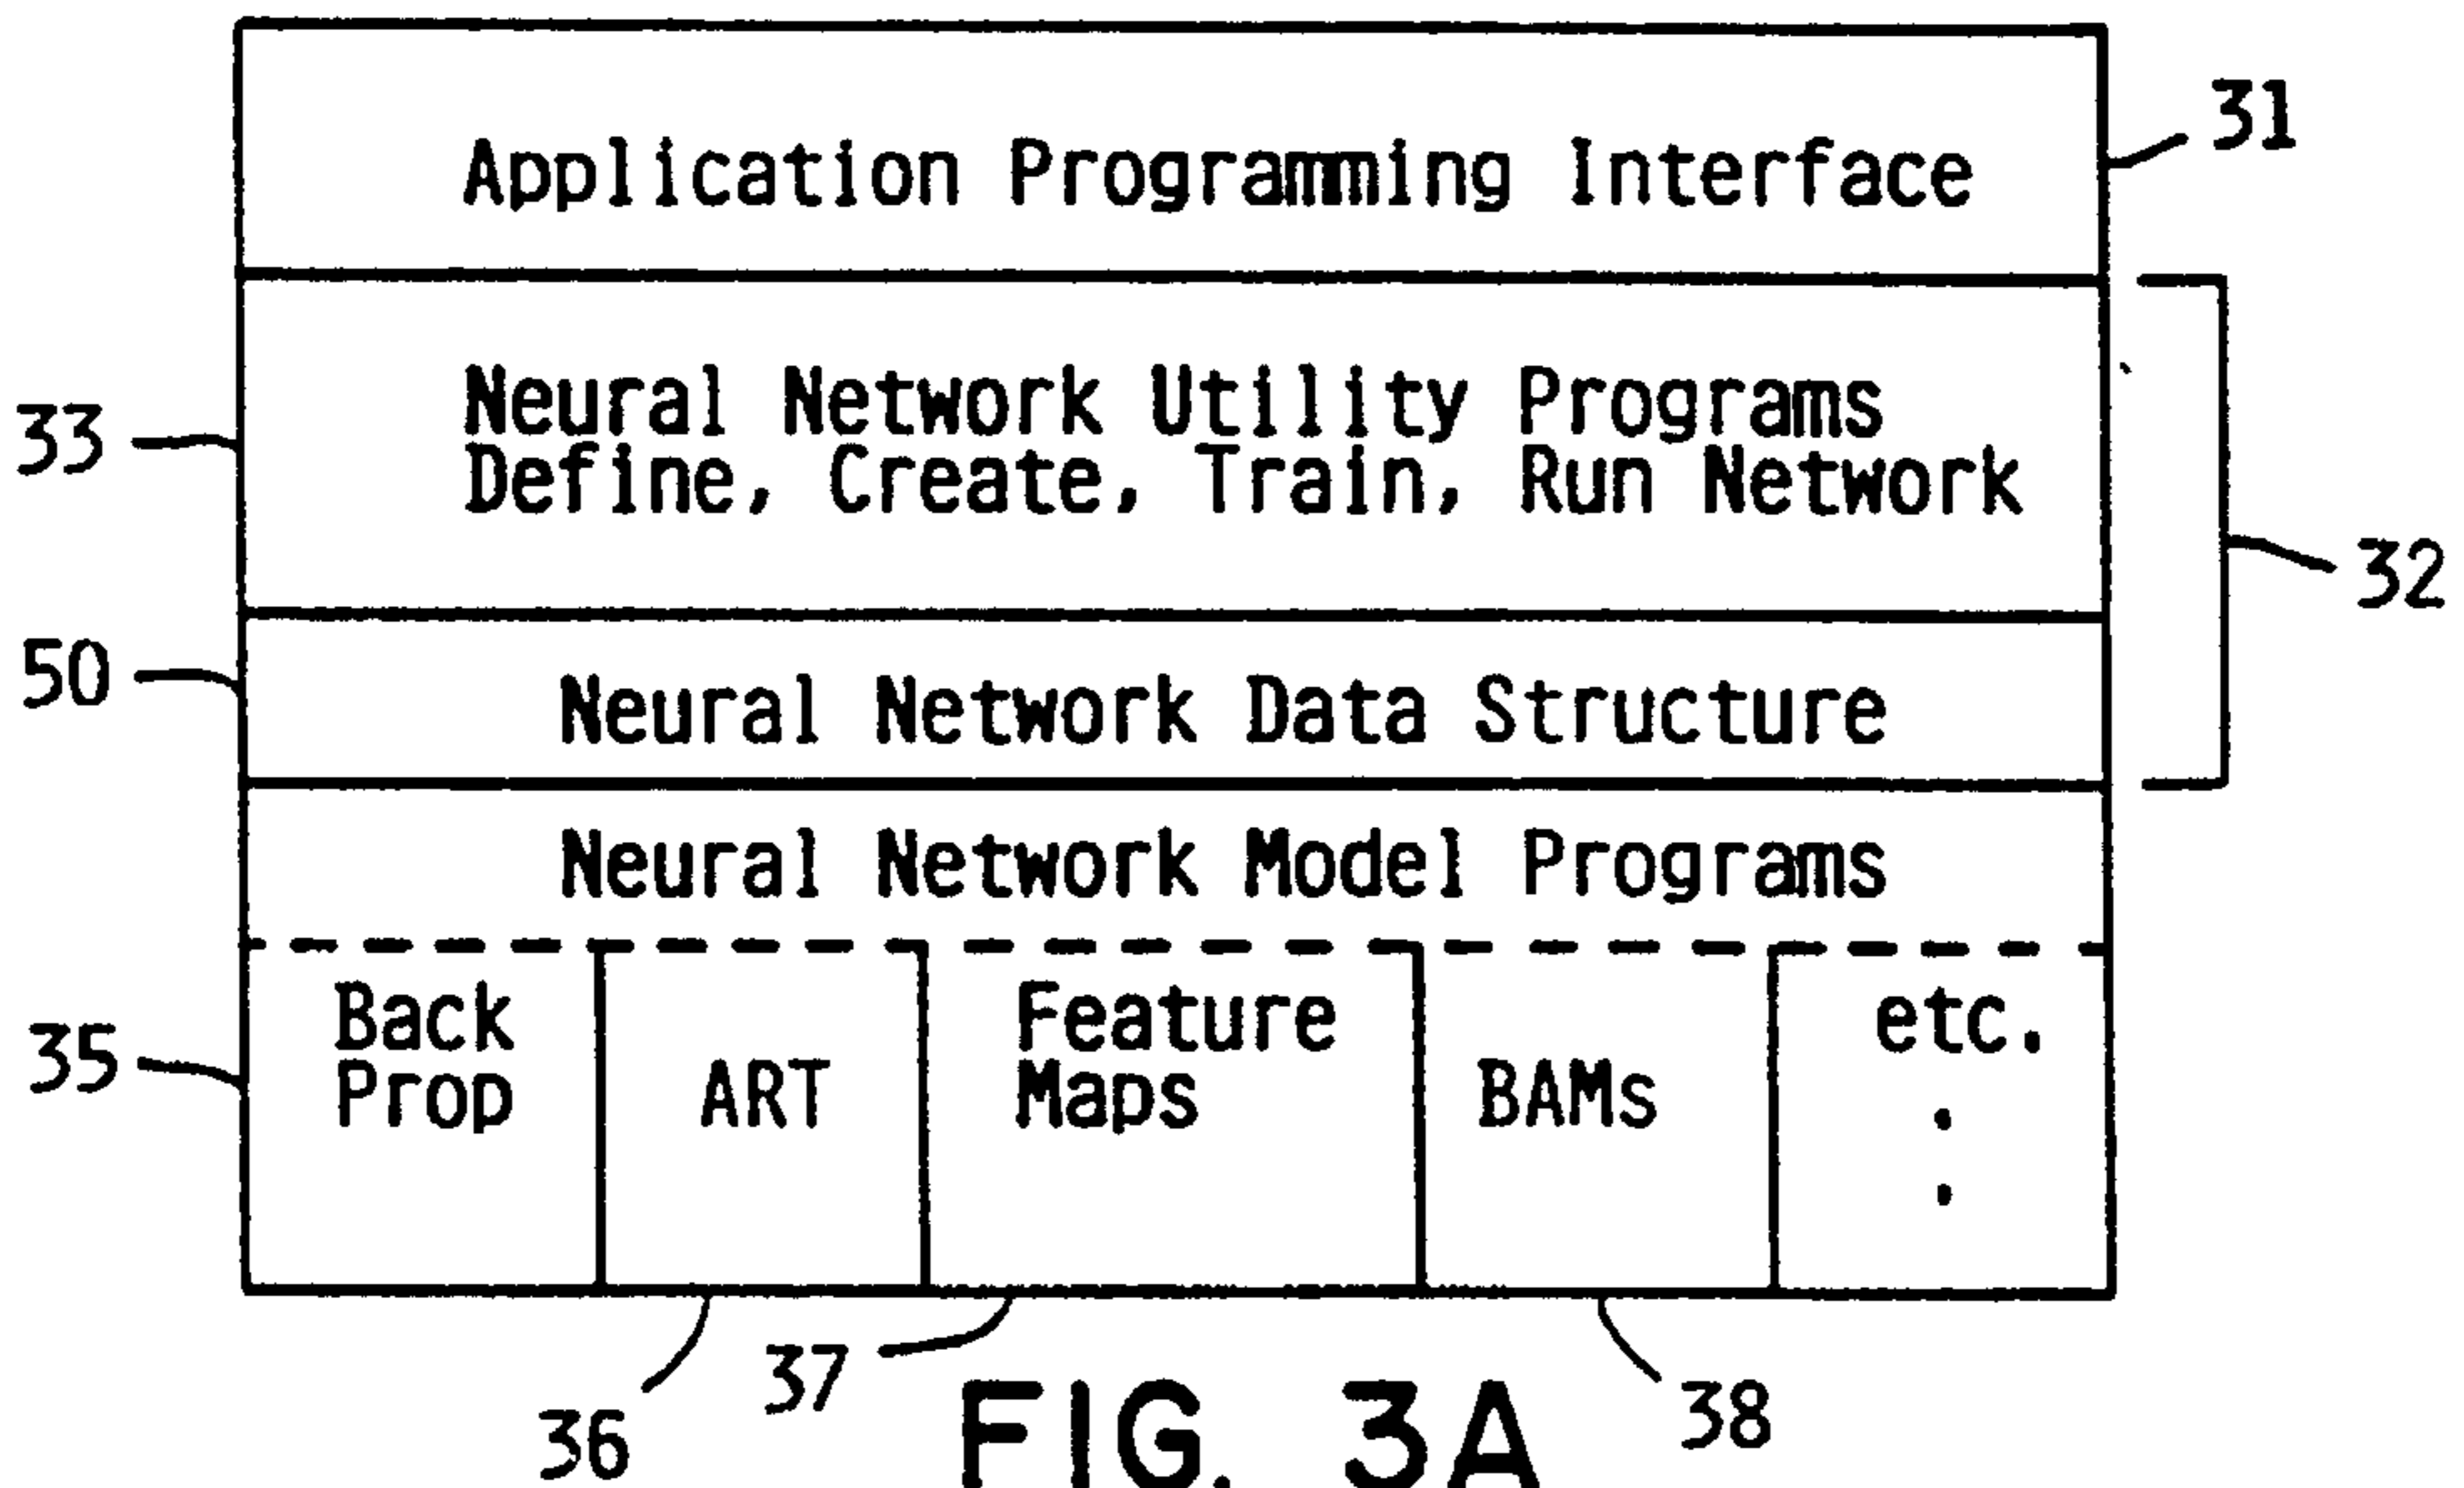 Application Programming Interface
31
Neural Network Utility Programs
Define, Create, Train, Run Network
33
32
50
Neural Network Data Structure
Neural Network Model Programs
35
Back
Prop
ART
Feature
Maps
BAMs
etc.
.
.
36
37
38
FIG. 3A